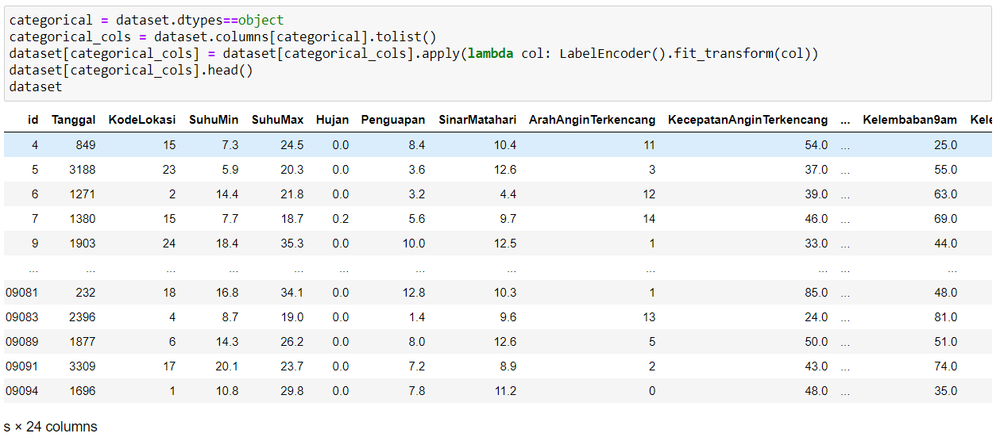 categorical = dataset.dtypes==object
categorical_cols = dataset.columns[categorical].tolist()
dataset[categorical_cols] = dataset[categorical_cols].apply(lambda col: LabelEncoder().fit_transform(col))
dataset[categorical_cols].head()
dataset
id Tanggal KodeLokasi SuhuMin SuhuMax Hujan Penguapan SinarMatahari ArahAnginTerkencang KecepatanAnginTerkencang ... Kelembaban9am Kele
4 849 15 7.3 24.5 0.0 8.4 10.4 11 54.0 ... 25.0
5 3188 23 5.9 20.3 0.0 3.6 12.6 3 37.0 ... 55.0
6 1271 2 14.4 21.8 0.0 3.2 4.4 12 39.0 ... 63.0
7 1380 15 7.7 18.7 0.2 5.6 9.7 14 46.0 ... 69.0
9 1903 24 18.4 35.3 0.0 10.0 12.5 1 33.0 ... 44.0
... ... ... ... ... ... ... ... ... ... ... ...
09081 232 18 16.8 34.1 0.0 12.8 10.3 1 85.0 ... 48.0
09083 2396 4 8.7 19.0 0.0 1.4 9.6 13 24.0 ... 81.0
09089 1877 6 14.3 26.2 0.0 8.0 12.6 5 50.0 ... 51.0
09091 3309 17 20.1 23.7 0.0 7.2 8.9 2 43.0 ... 74.0
09094 1696 1 10.8 29.8 0.0 7.8 11.2 0 48.0 ... 35.0
s × 24 columns